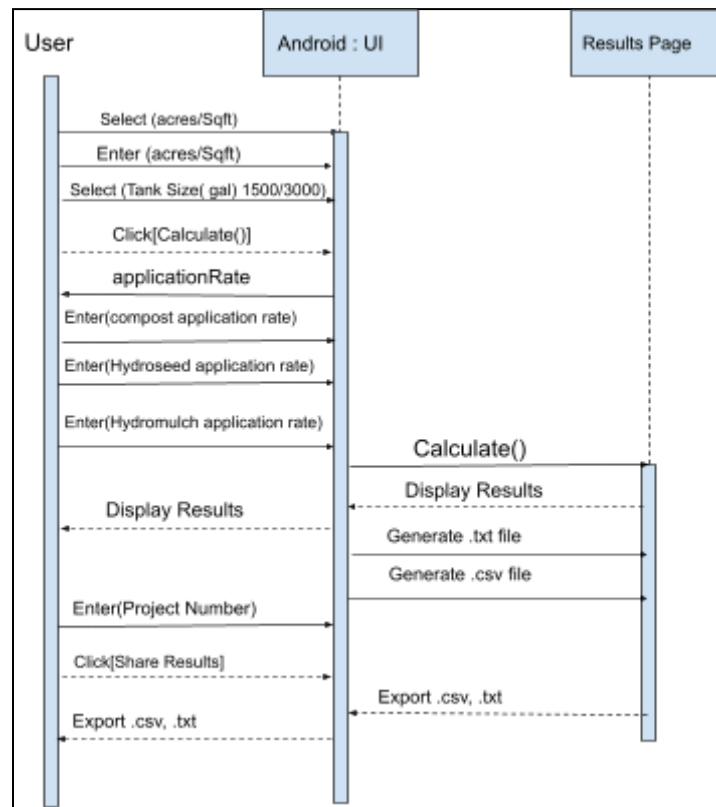 User
Android : UI
Results Page
Select (acres/Sqft)
Enter (acres/Sqft)
Select (Tank Size( gal) 1500/3000)
Click[Calculate()]
applicationRate
Enter(compost application rate)
Enter(Hydroseed application rate)
Enter(Hydromulch application rate)
Calculate()
Display Results
Display Results
Generate .txt file
Generate .csv file
Enter(Project Number)
Click[Share Results]
Export .csv, .txt
Export .csv, .txt